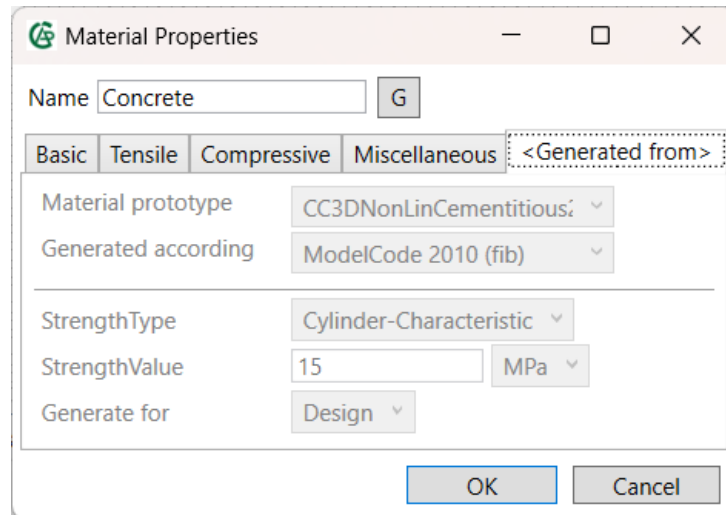 Material Properties
Name Concrete G
Basic Tensile Compressive Miscellaneous <Generated from>
Material prototype CC3DNonLinCementitious2
Generated according ModelCode 2010 (fib)
StrengthType Cylinder-Characteristic
StrengthValue 15 MPa
Generate for Design
OK Cancel